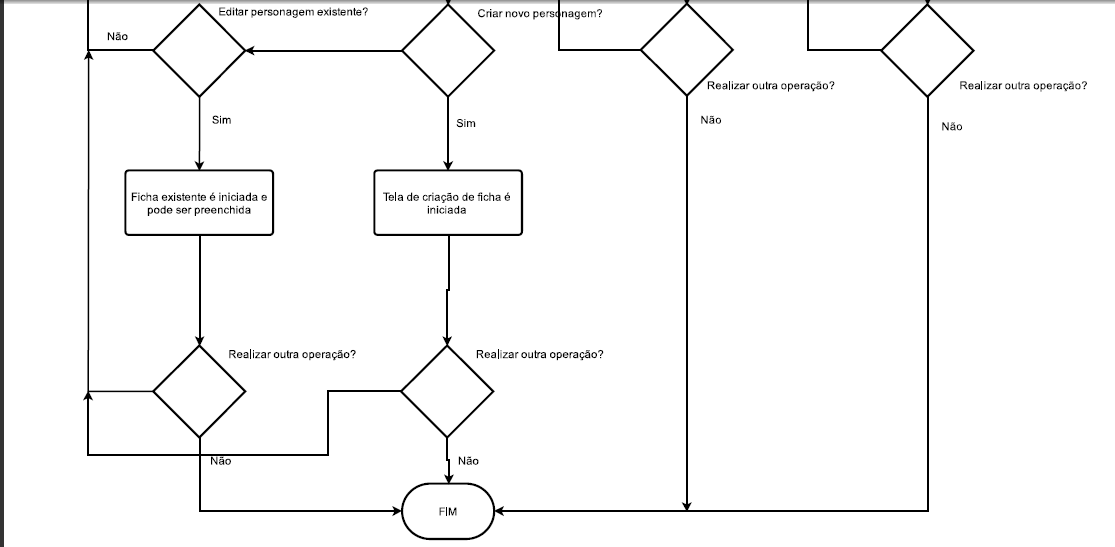 Editar personagem existente?
Criar novo personagem?
Não
Realizar outra operação?
Realizar outra operação?
Sim
Sim
Não
Não
Ficha existente é iniciada e
pode ser preenchida
Tela de criação de ficha é
iniciada
Realizar outra operação?
Realizar outra operação?
Não
Não
FIM